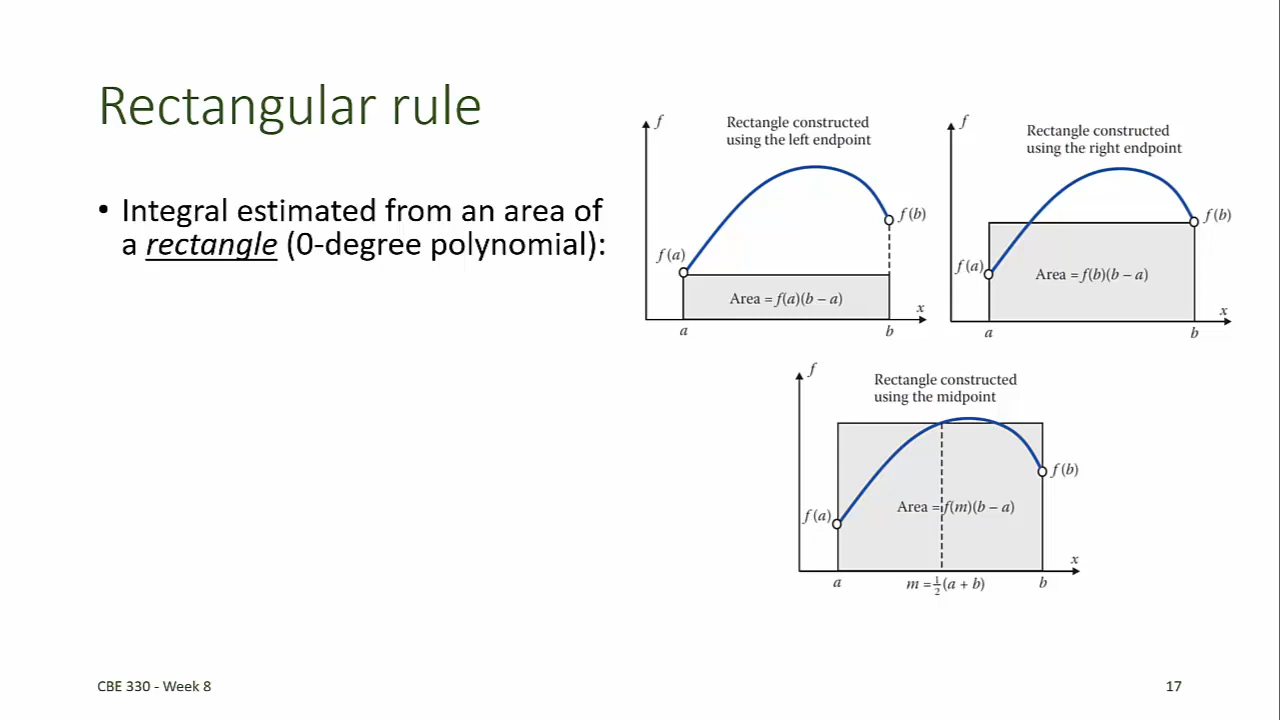 Rectangular rule
• Integral estimated from an area of
a rectangle (0-degree polynomial):
f
Rectangle constructed
using the left endpoint
f(b)
f(a)
Area = f(a)(b − a)
x
a
b
f
Rectangle constructed
using the right endpoint
f(b)
f(a)
Area = f(b)(b − a)
x
a
b
f
Rectangle constructed
using the midpoint
f(b)
f(a)
Area = f(m)(b − a)
x
a
m = ½(a + b)
b
CBE 330 - Week 8
17